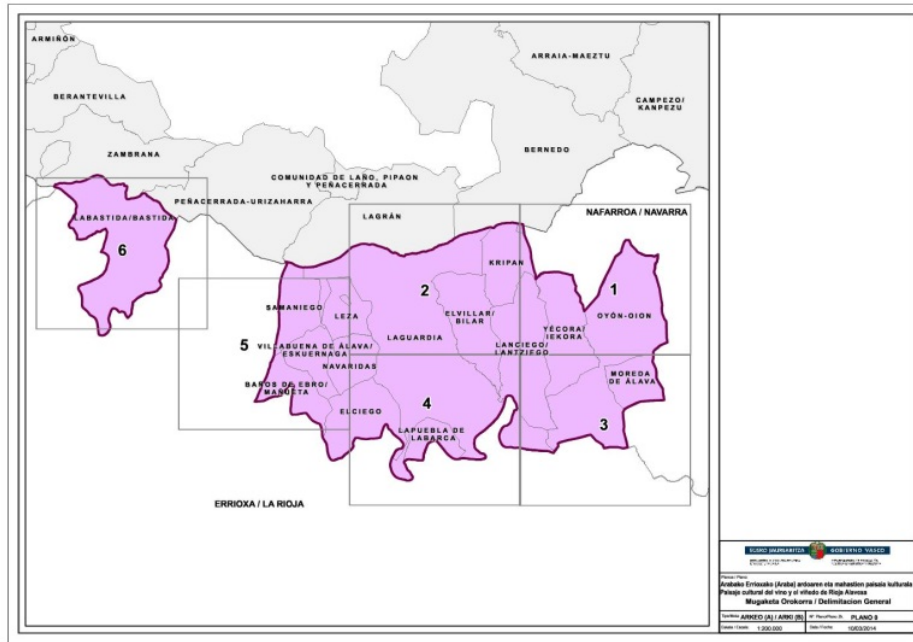 ARMIÑÓN
ARRAIA-MAEZTU
BERANTEVILLA
CAMPEZO/
KANPEZU
ZAMBRANA
BERNEDO
COMUNIDAD DE LAÑO, PIPAON
Y PEÑACERRADA
PEÑACERRADA-URIZAHARRA
LAGRÁN
NAFARROA / NAVARRA
LABASTIDA/BASTIDA
6
KRIPAN
2
1
SAMANIEGO
LEZA
ELVILLAR/
BILAR
OYÓN-OION
YÉCORA/
IEKORA
5
VILLABUENA DE ÁLAVA/
ESKUERNAGA
LAGUARDIA
LANCIEGO/
LANTZIEGO
NAVARIDAS
MOREDA
DE ÁLAVA
BAÑOS DE EBRO/
MAÑUETA
ELCIEGO
4
3
LAPUEBLA DE
LABARCA
ERRIOXA / LA RIOJA
EUSKO JAURLARITZA
GOBIERNO VASCO
Arabako Errioxako (Araba) ardoaren eta mahastien paisaia kulturala
Paisaje cultural del vino y el viñedo de Rioja Alavesa
Mugaketa Orokorra / Delimitacion General
ARKEO (A) / ARKI (B)
PLANO 0
1:200.000
10/03/2014